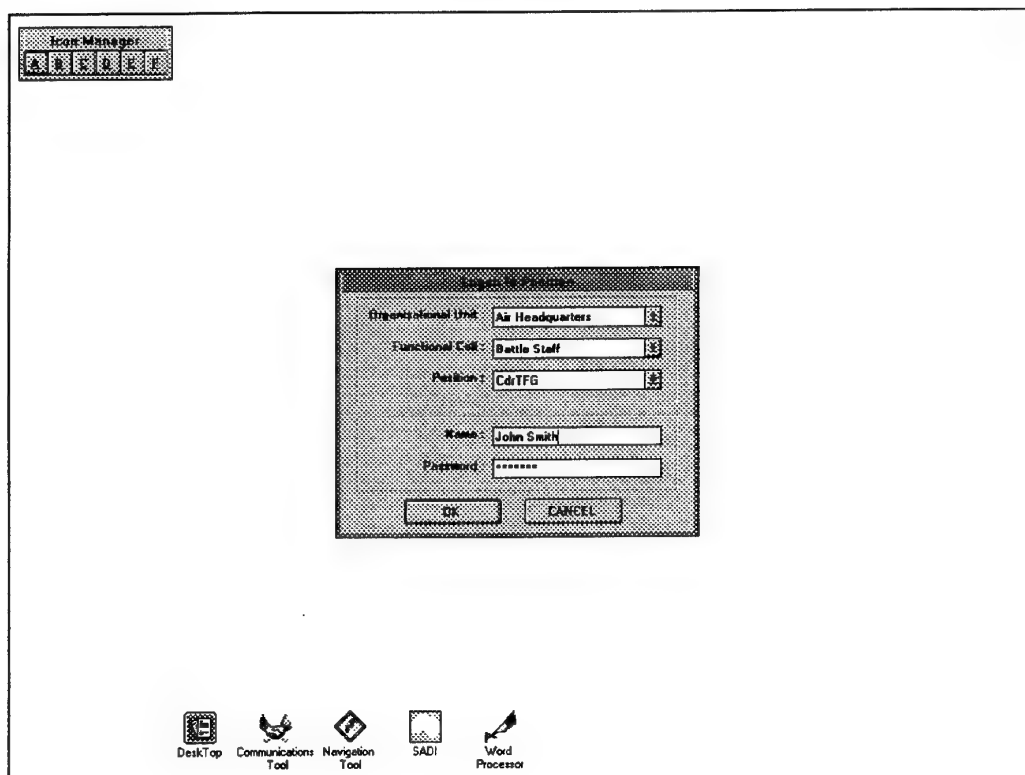 Icon Manager
A B C D E F
Logon to Position
Organisational Unit : Air Headquarters
Functional Cell : Battle Staff
Position : CdrTFG
Name : John Smith
Password : *******
OK CANCEL
DeskTop Communications Tool Navigation Tool SADI Word Processor